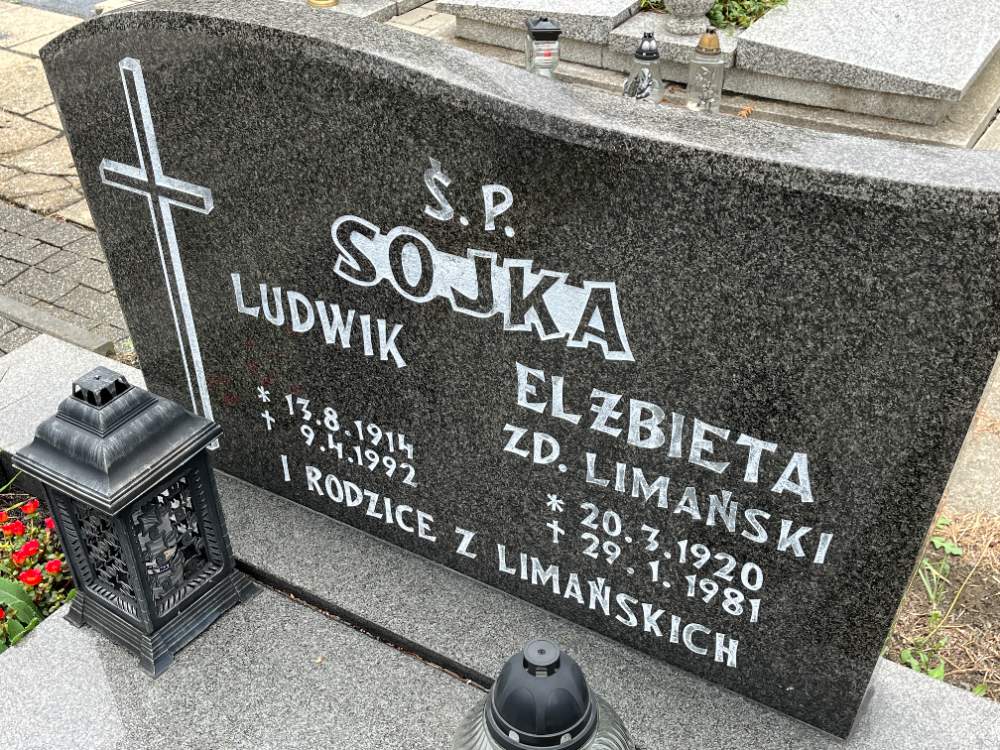 Ś. P.
SOJKA
LUDWIK
* 13.8.1914
† 9.4.1992
ELŻBIETA
ZD. LIMAŃSKI
* 20.3.1920
† 29.1.1981
I RODZICE Z LIMAŃSKICH